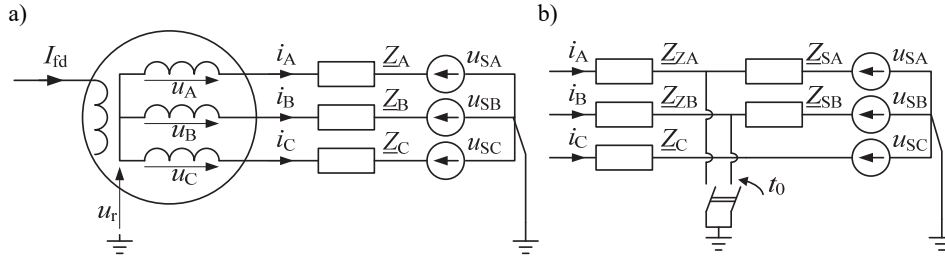 a)
I_fd
u_A
u_B
u_C
u_r
i_A
i_B
i_C
Z_A
Z_B
Z_C
u_SA
u_SB
u_SC
b)
i_A
i_B
i_C
Z_ZA
Z_ZB
Z_C
Z_SA
Z_SB
u_SA
u_SB
u_SC
t_0